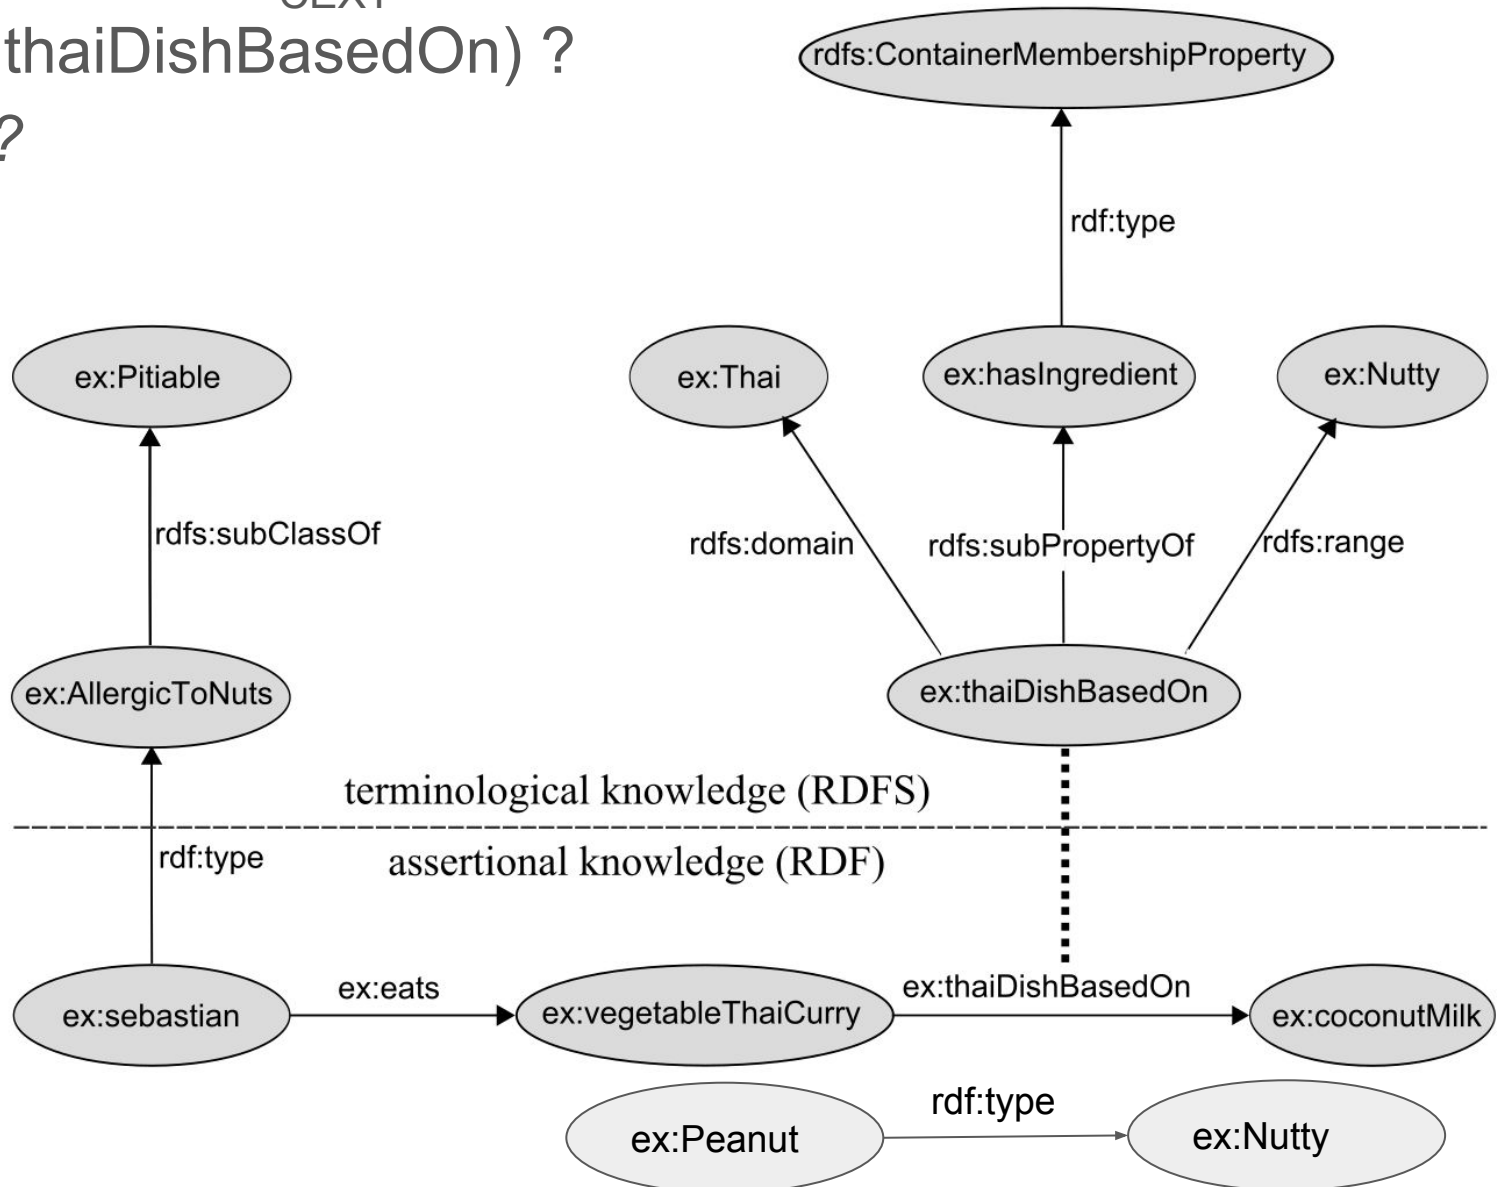 thaiDishBasedOn) ?
?
rdfs:ContainerMembershipProperty
rdf:type
ex:Pitiable
ex:Thai
ex:hasIngredient
ex:Nutty
rdfs:subClassOf
rdfs:domain
rdfs:subPropertyOf
rdfs:range
ex:AllergicToNuts
ex:thaiDishBasedOn
terminological knowledge (RDFS)
rdf:type
assertional knowledge (RDF)
ex:eats
ex:thaiDishBasedOn
ex:sebastian
ex:vegetableThaiCurry
ex:coconutMilk
rdf:type
ex:Peanut
ex:Nutty